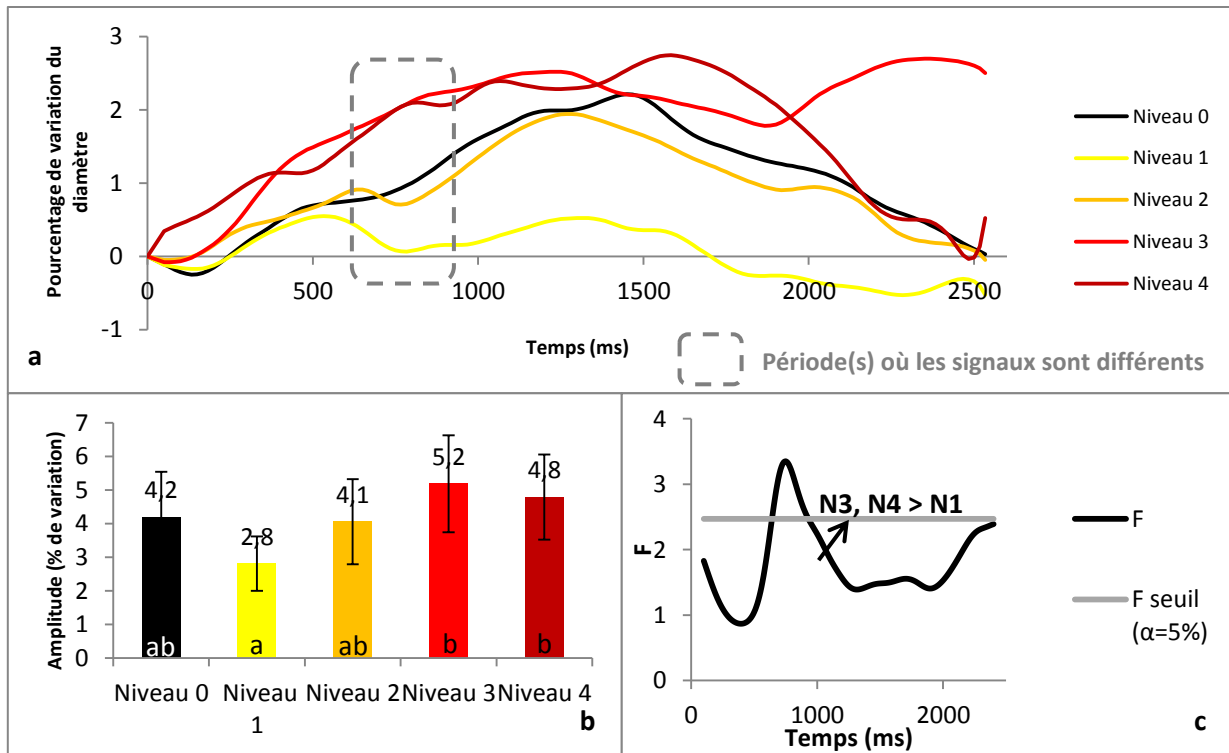 3
2
1
0
-1
Pourcentage de variation du
diamètre
0
500
1000
1500
2000
2500
Temps (ms)
Niveau 0
Niveau 1
Niveau 2
Niveau 3
Niveau 4
Période(s) où les signaux sont différents
a
Amplitude (% de variation)
7
6
5
4
3
2
1
0
4,2
2,8
4,1
5,2
4,8
ab
a
ab
b
b
Niveau 0
Niveau
1
Niveau 2
Niveau 3
Niveau 4
b
4
3
2
1
0
F
N3, N4 > N1
0
1000
2000
Temps (ms)
F
F seuil
(α=5%)
c